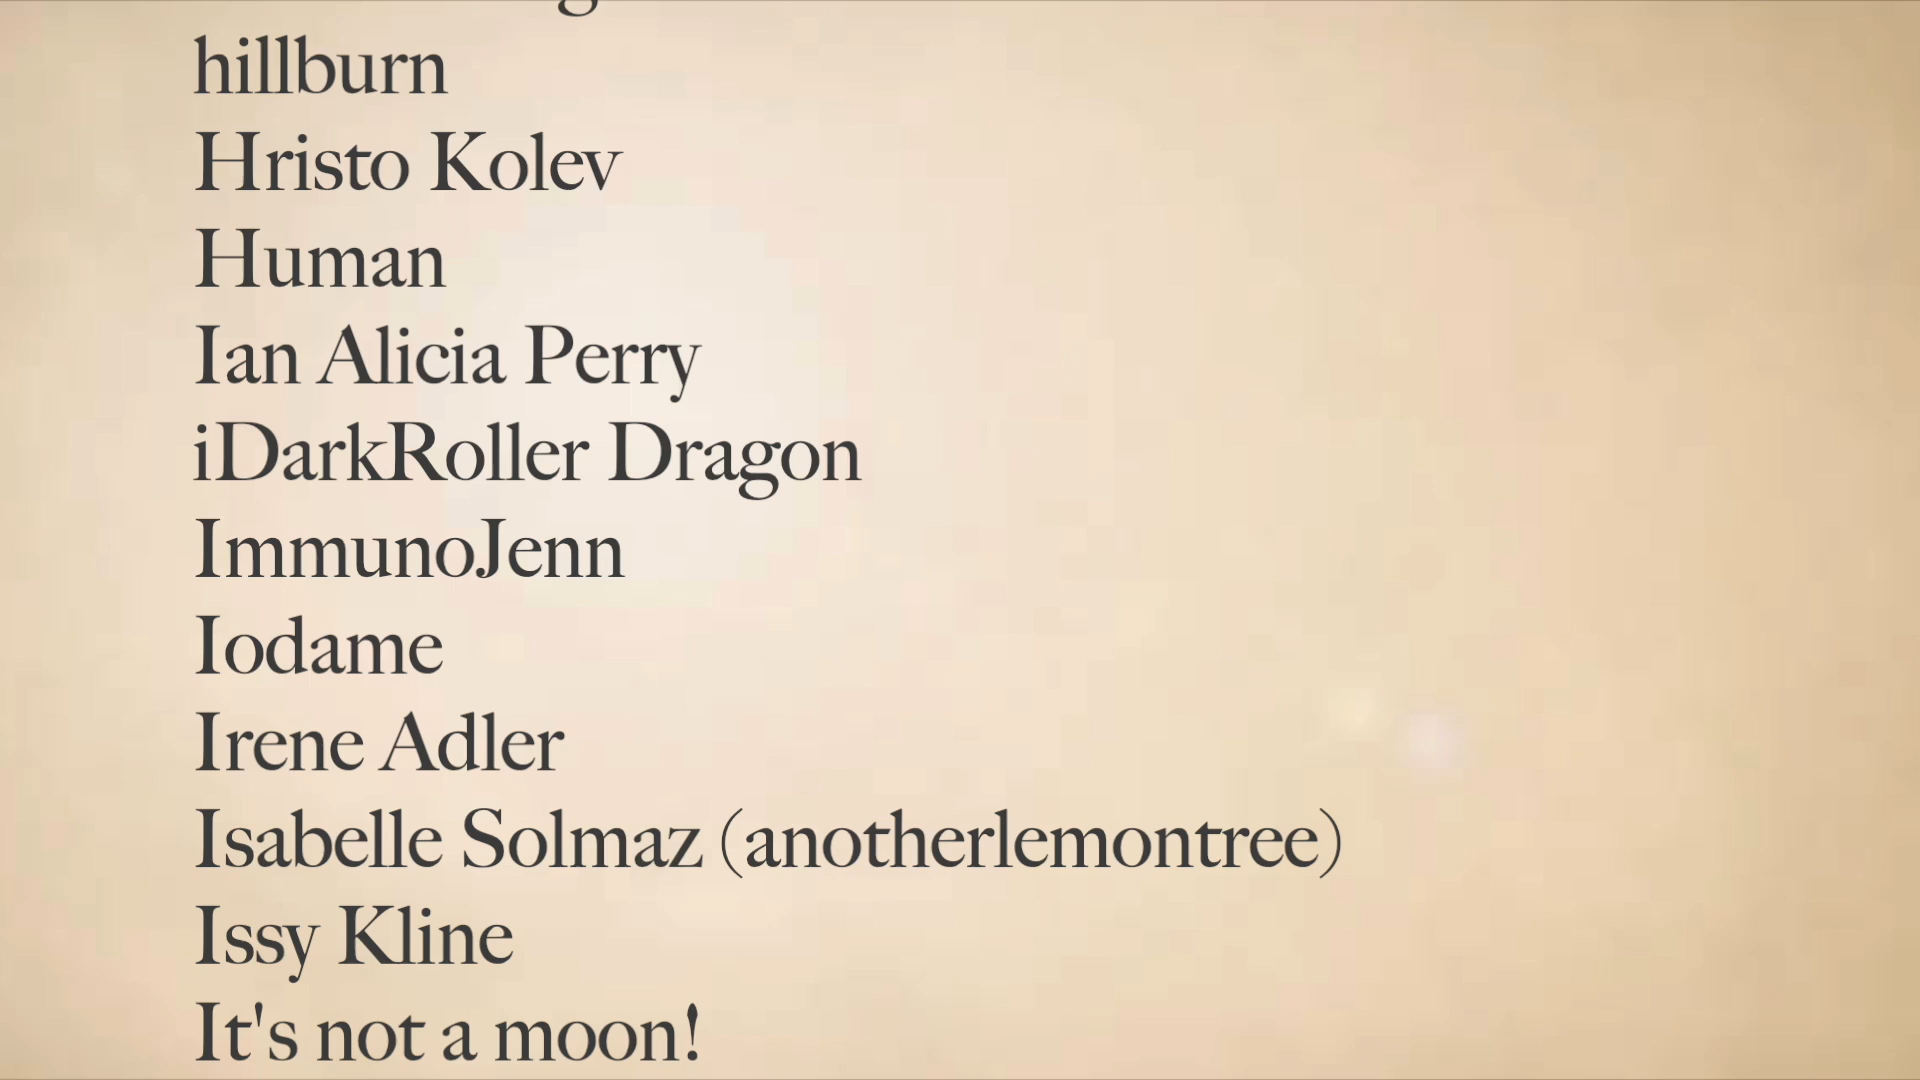 hillburn
Hristo Kolev
Human
Ian Alicia Perry
iDarkRoller Dragon
ImmunoJenn
Iodame
Irene Adler
Isabelle Solmaz (anotherlemontree)
Issy Kline
It's not a moon!